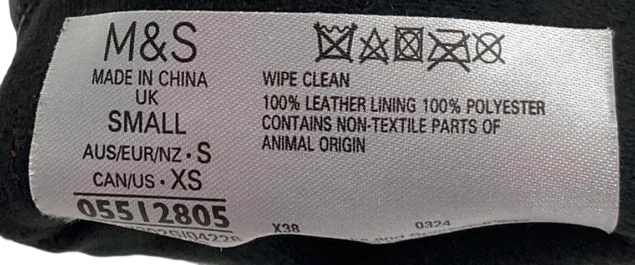 M&S
MADE IN CHINA
UK
SMALL
AUS/EUR/NZ • S
CAN/US • XS
05512805
WIPE CLEAN
100% LEATHER LINING 100% POLYESTER
CONTAINS NON-TEXTILE PARTS OF
ANIMAL ORIGIN
X38
0324